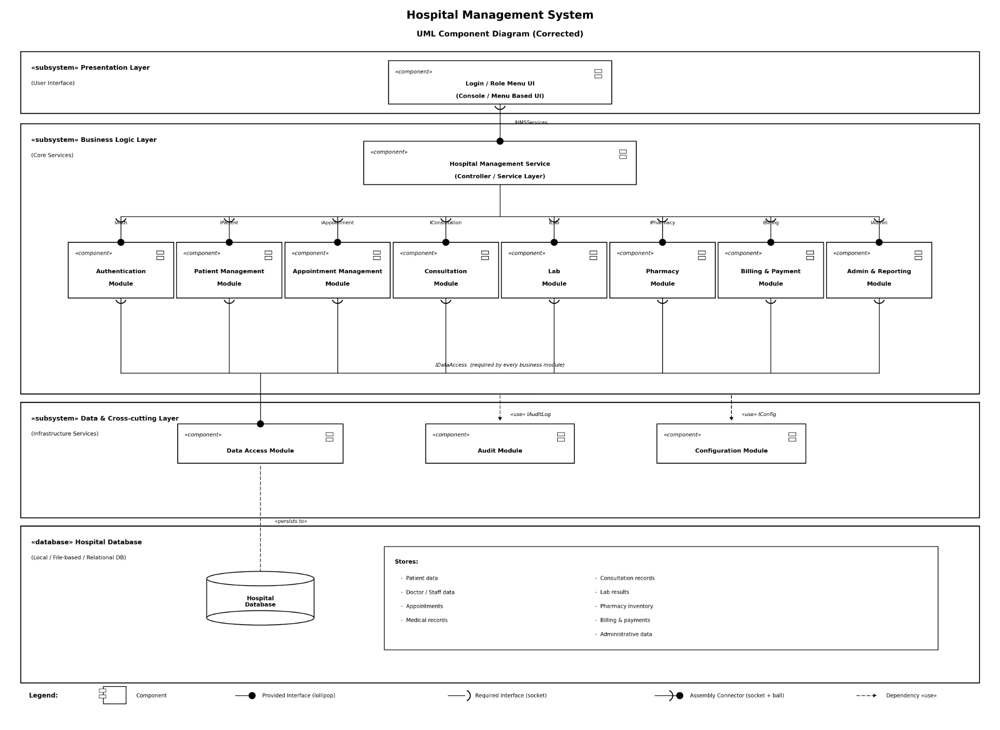 Hospital Management System
UML Component Diagram (Corrected)
«subsystem» Presentation Layer
(User Interface)
«component»
Login / Role Menu UI
(Console / Menu Based UI)
IHMSServices
«subsystem» Business Logic Layer
(Core Services)
«component»
Hospital Management Service
(Controller / Service Layer)
IAuth
IPatient
IAppointment
IConsultation
ILab
IPharmacy
IBilling
IAdmin
«component»
Authentication
Module
«component»
Patient Management
Module
«component»
Appointment Management
Module
«component»
Consultation
Module
«component»
Lab
Module
«component»
Pharmacy
Module
«component»
Billing & Payment
Module
«component»
Admin & Reporting
Module
IDataAccess (required by every business module)
«subsystem» Data & Cross-cutting Layer
(Infrastructure Services)
«use» IAuditLog
«use» IConfig
«component»
Data Access Module
«component»
Audit Module
«component»
Configuration Module
«persists to»
«database» Hospital Database
(Local / File-based / Relational DB)
Hospital
Database
Stores:
- Patient data
- Doctor / Staff data
- Appointments
- Medical records
- Consultation records
- Lab results
- Pharmacy inventory
- Billing & payments
- Administrative data
Legend:
Component
Provided Interface (lollipop)
Required Interface (socket)
Assembly Connector (socket + ball)
Dependency «use»